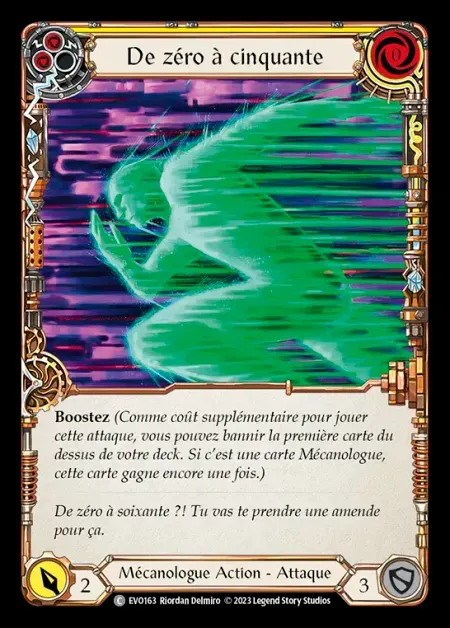 De zéro à cinquante
0
Boostez (Comme coût supplémentaire pour jouer
cette attaque, vous pouvez bannir la première carte du
dessus de votre deck. Si c'est une carte Mécanologue,
cette carte gagne encore une fois.)
De zéro à soixante ?! Tu vas te prendre une amende
pour ça.
2
Mécanologue Action - Attaque
3
C EVO163 Riordan Delmiro © 2023 Legend Story Studios